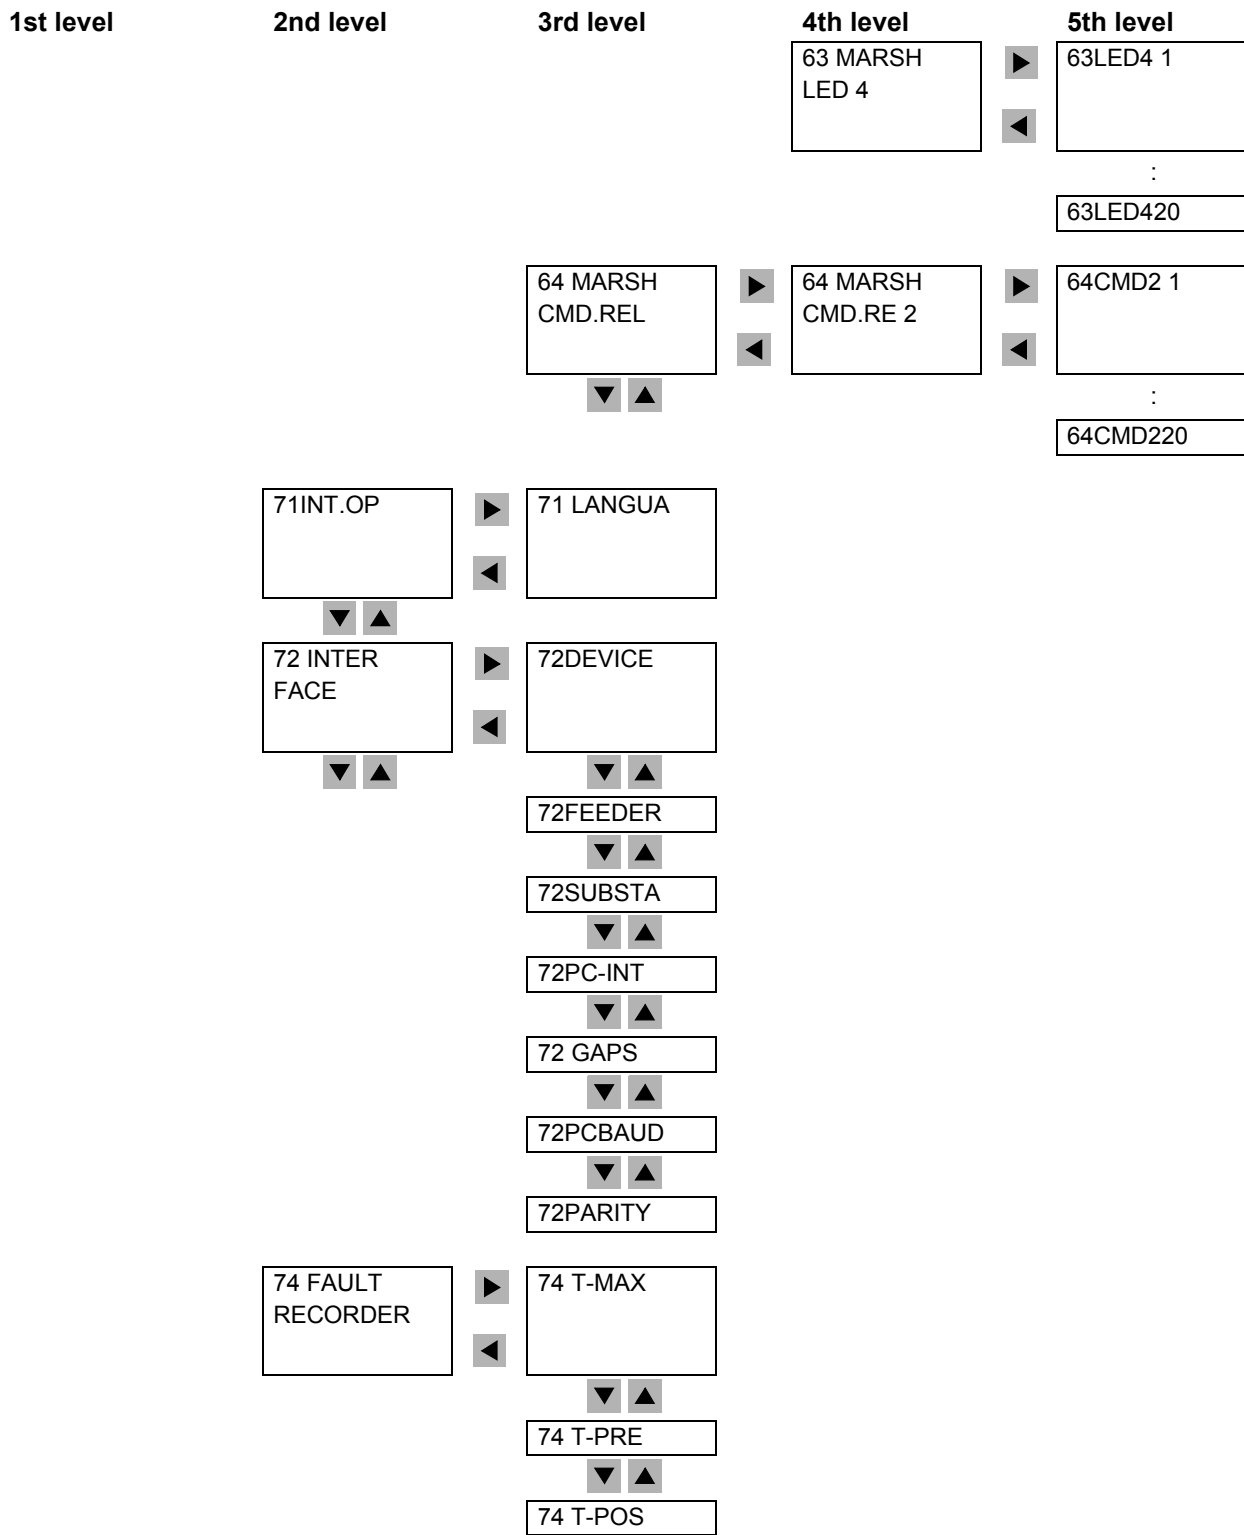 1st level 2nd level 3rd level 4th level 5th level
63 MARSH
LED 4
63LED4 1
:
63LED420
64 MARSH
CMD.REL
64 MARSH
CMD.RE 2
64CMD2 1
:
64CMD220
71INT.OP
71 LANGUA
72 INTER
FACE
72DEVICE
72FEEDER
72SUBSTA
72PC-INT
72 GAPS
72PCBAUD
72PARITY
74 FAULT
RECORDER
74 T-MAX
74 T-PRE
74 T-POS